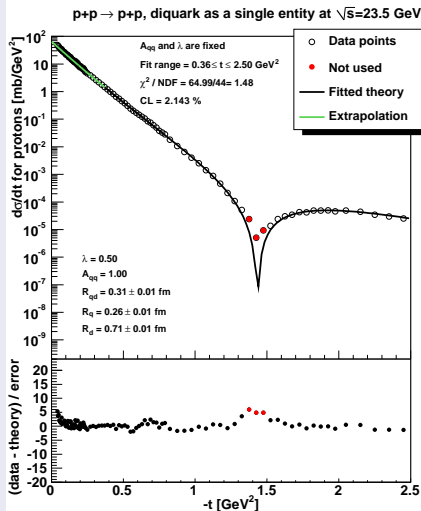 p+p → p+p, diquark as a single entity at √s=23.5 GeV
Data points
Not used
Fitted theory
Extrapolation
A_qq and λ are fixed
Fit range = 0.36≤ t ≤ 2.50 GeV²
χ² / NDF = 64.99/44= 1.48
CL = 2.143 %
dσ/dt for protons [mb/GeV²]
10²
10
1
10⁻¹
10⁻²
10⁻³
10⁻⁴
10⁻⁵
10⁻⁶
10⁻⁷
10⁻⁸
10⁻⁹
λ = 0.50
A_qq = 1.00
R_qd = 0.31 ± 0.01 fm
R_q = 0.26 ± 0.01 fm
R_d = 0.71 ± 0.01 fm
(data - theory) / error
20
15
10
5
0
-5
-10
-15
-20
0 0.5 1 1.5 2 2.5
-t [GeV²]